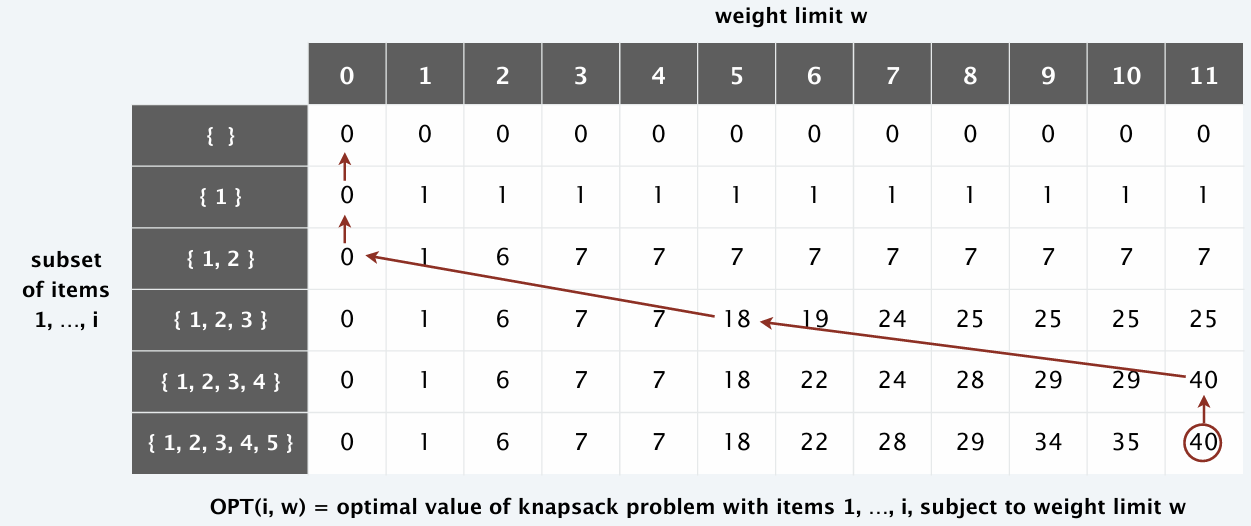 weight limit w
0 1 2 3 4 5 6 7 8 9 10 11
{ } 0 0 0 0 0 0 0 0 0 0 0 0
{ 1 } 0 1 1 1 1 1 1 1 1 1 1 1
{ 1, 2 } 0 1 6 7 7 7 7 7 7 7 7 7
{ 1, 2, 3 } 0 1 6 7 7 18 19 24 25 25 25 25
{ 1, 2, 3, 4 } 0 1 6 7 7 18 22 24 28 29 29 40
{ 1, 2, 3, 4, 5 } 0 1 6 7 7 18 22 28 29 34 35 40
subset
of items
1, …, i
OPT(i, w) = optimal value of knapsack problem with items 1, …, i, subject to weight limit w